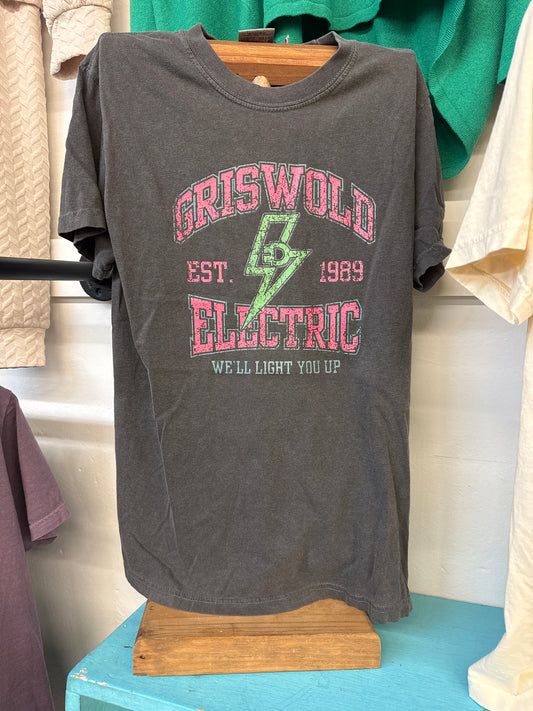 GRISWOLD
EST. 1989
ELECTRIC
WE'LL LIGHT YOU UP